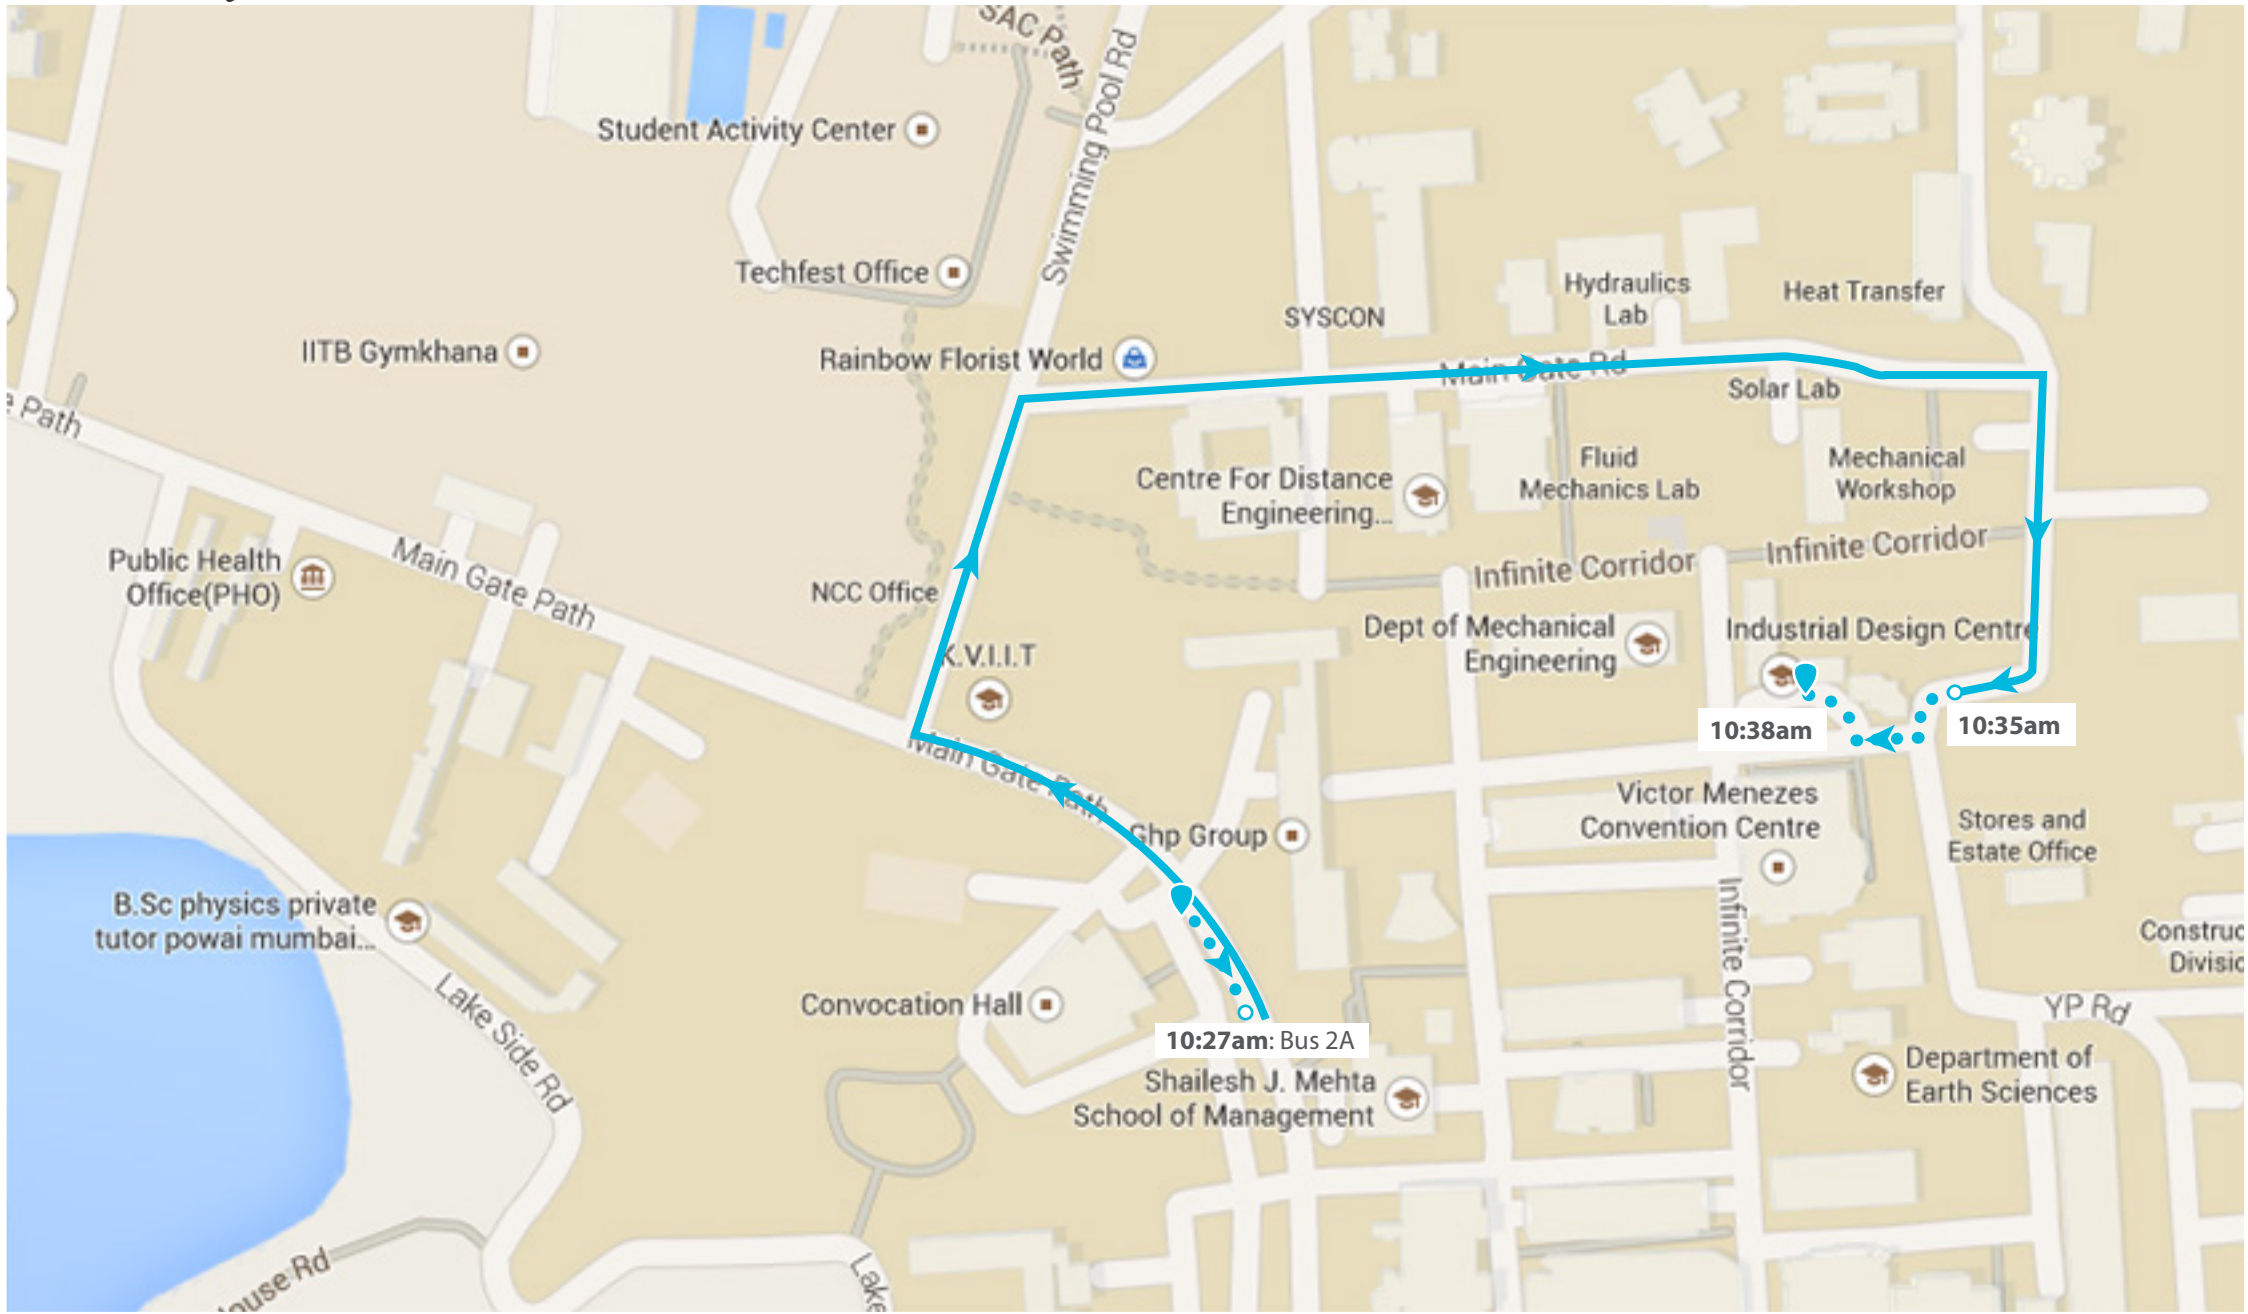 SAC Path
Swimming Pool Rd
Student Activity Center
Techfest Office
IITB Gymkhana
Rainbow Florist World
SYSCON
Hydraulics
Lab
Heat Transfer
Main Gate Rd
Solar Lab
Path
Centre For Distance
Engineering...
Fluid
Mechanics Lab
Mechanical
Workshop
Public Health
Office(PHO)
Main Gate Path
NCC Office
Infinite Corridor
Infinite Corridor
K.V.I.I.T
Dept of Mechanical
Engineering
Industrial Design Centre
10:38am
10:35am
Main Gate Path
Ghp Group
Victor Menezes
Convention Centre
Stores and
Estate Office
B.Sc physics private
tutor powai mumbai...
Infinite Corridor
Construc
Divisio
Lake Side Rd
Convocation Hall
10:27am: Bus 2A
YP Rd
Shailesh J. Mehta
School of Management
Department of
Earth Sciences
ouse Rd
Lake